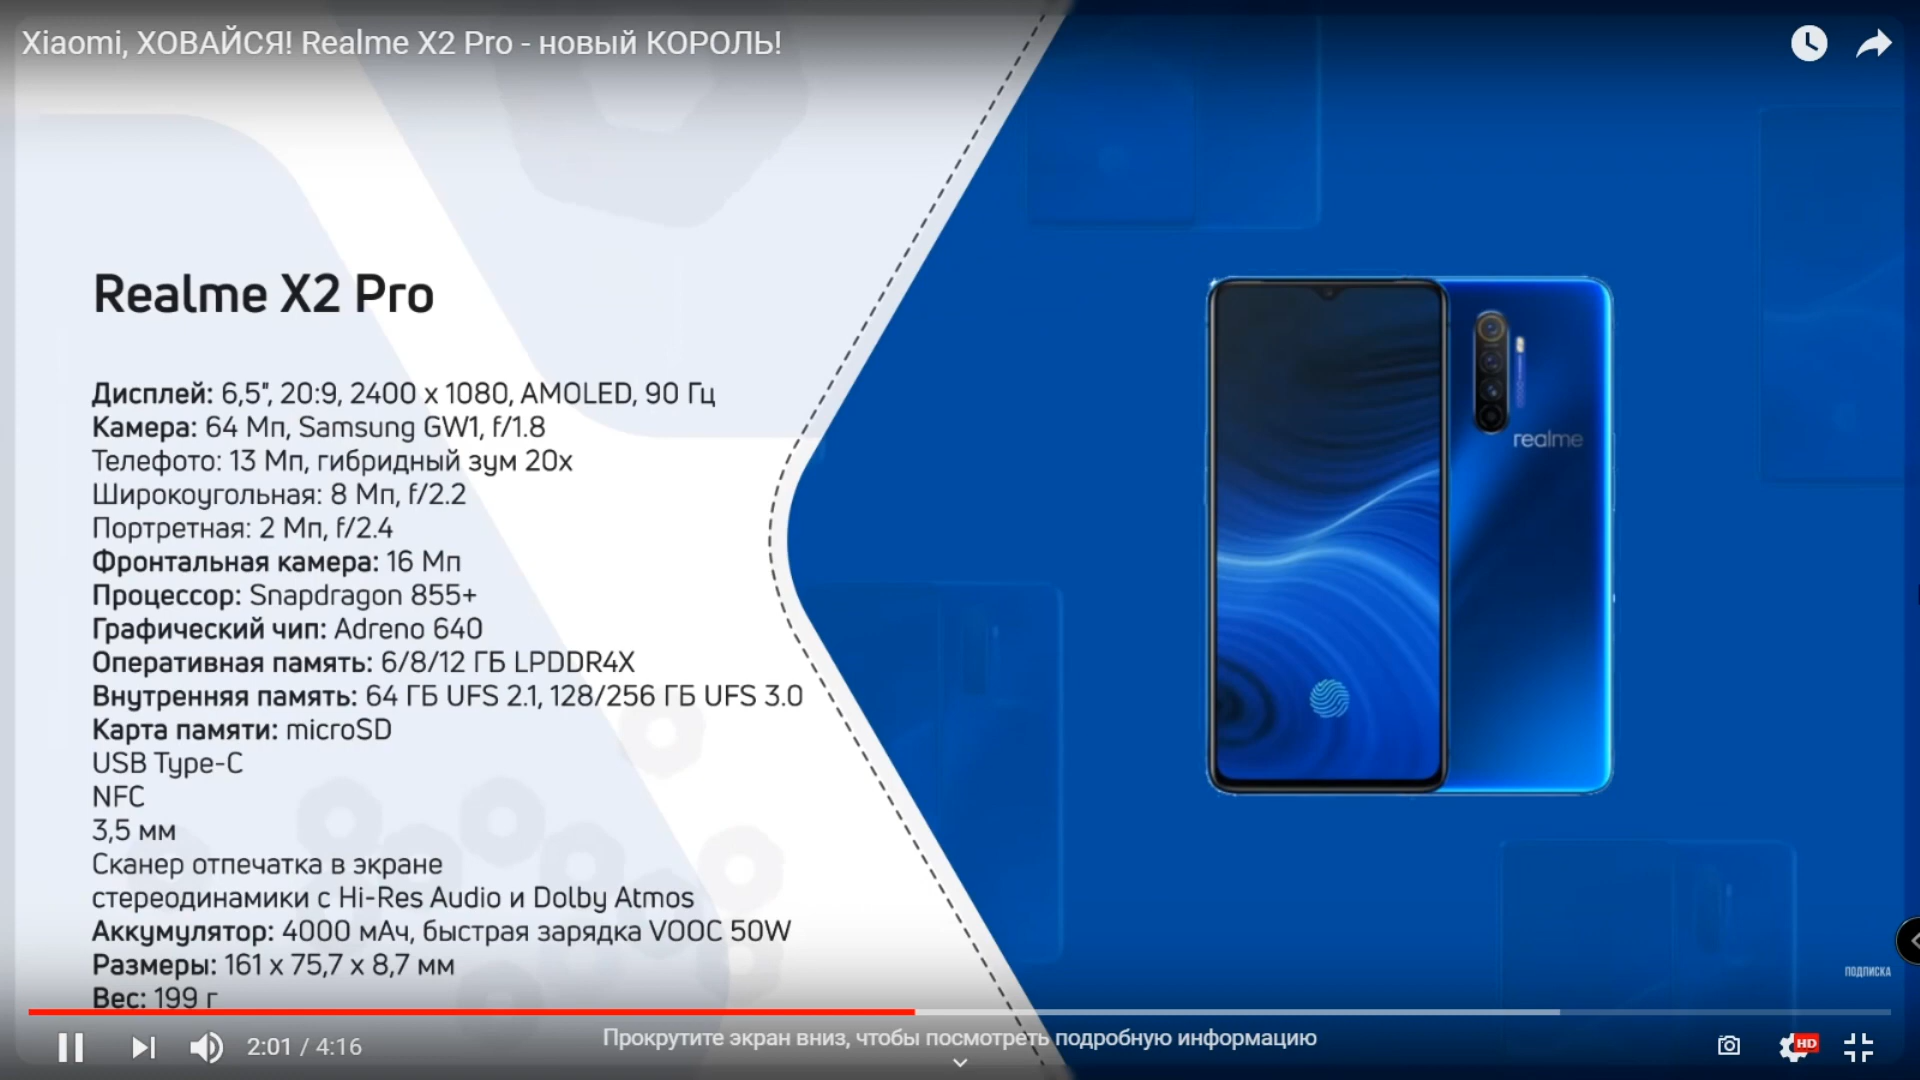 Xiaomi, ХОВАЙСЯ! Realme X2 Pro - новый КОРОЛЬ!
Realme X2 Pro
Дисплей: 6,5", 20:9, 2400 x 1080, AMOLED, 90 Гц
Камера: 64 Мп, Samsung GW1, f/1.8
Телефото: 13 Мп, гибридный зум 20x
Широкоугольная: 8 Мп, f/2.2
Портретная: 2 Мп, f/2.4
Фронтальная камера: 16 Мп
Процессор: Snapdragon 855+
Графический чип: Adreno 640
Оперативная память: 6/8/12 ГБ LPDDR4X
Внутренняя память: 64 ГБ UFS 2.1, 128/256 ГБ UFS 3.0
Карта памяти: microSD
USB Type-C
NFC
3,5 мм
Сканер отпечатка в экране
стереодинамики с Hi-Res Audio и Dolby Atmos
Аккумулятор: 4000 мАч, быстрая зарядка VOOC 50W
Размеры: 161 x 75,7 x 8,7 мм
Вес: 199 г
realme
ПОДПИСКА
2:01 / 4:16
Прокрутите экран вниз, чтобы посмотреть подробную информацию
HD